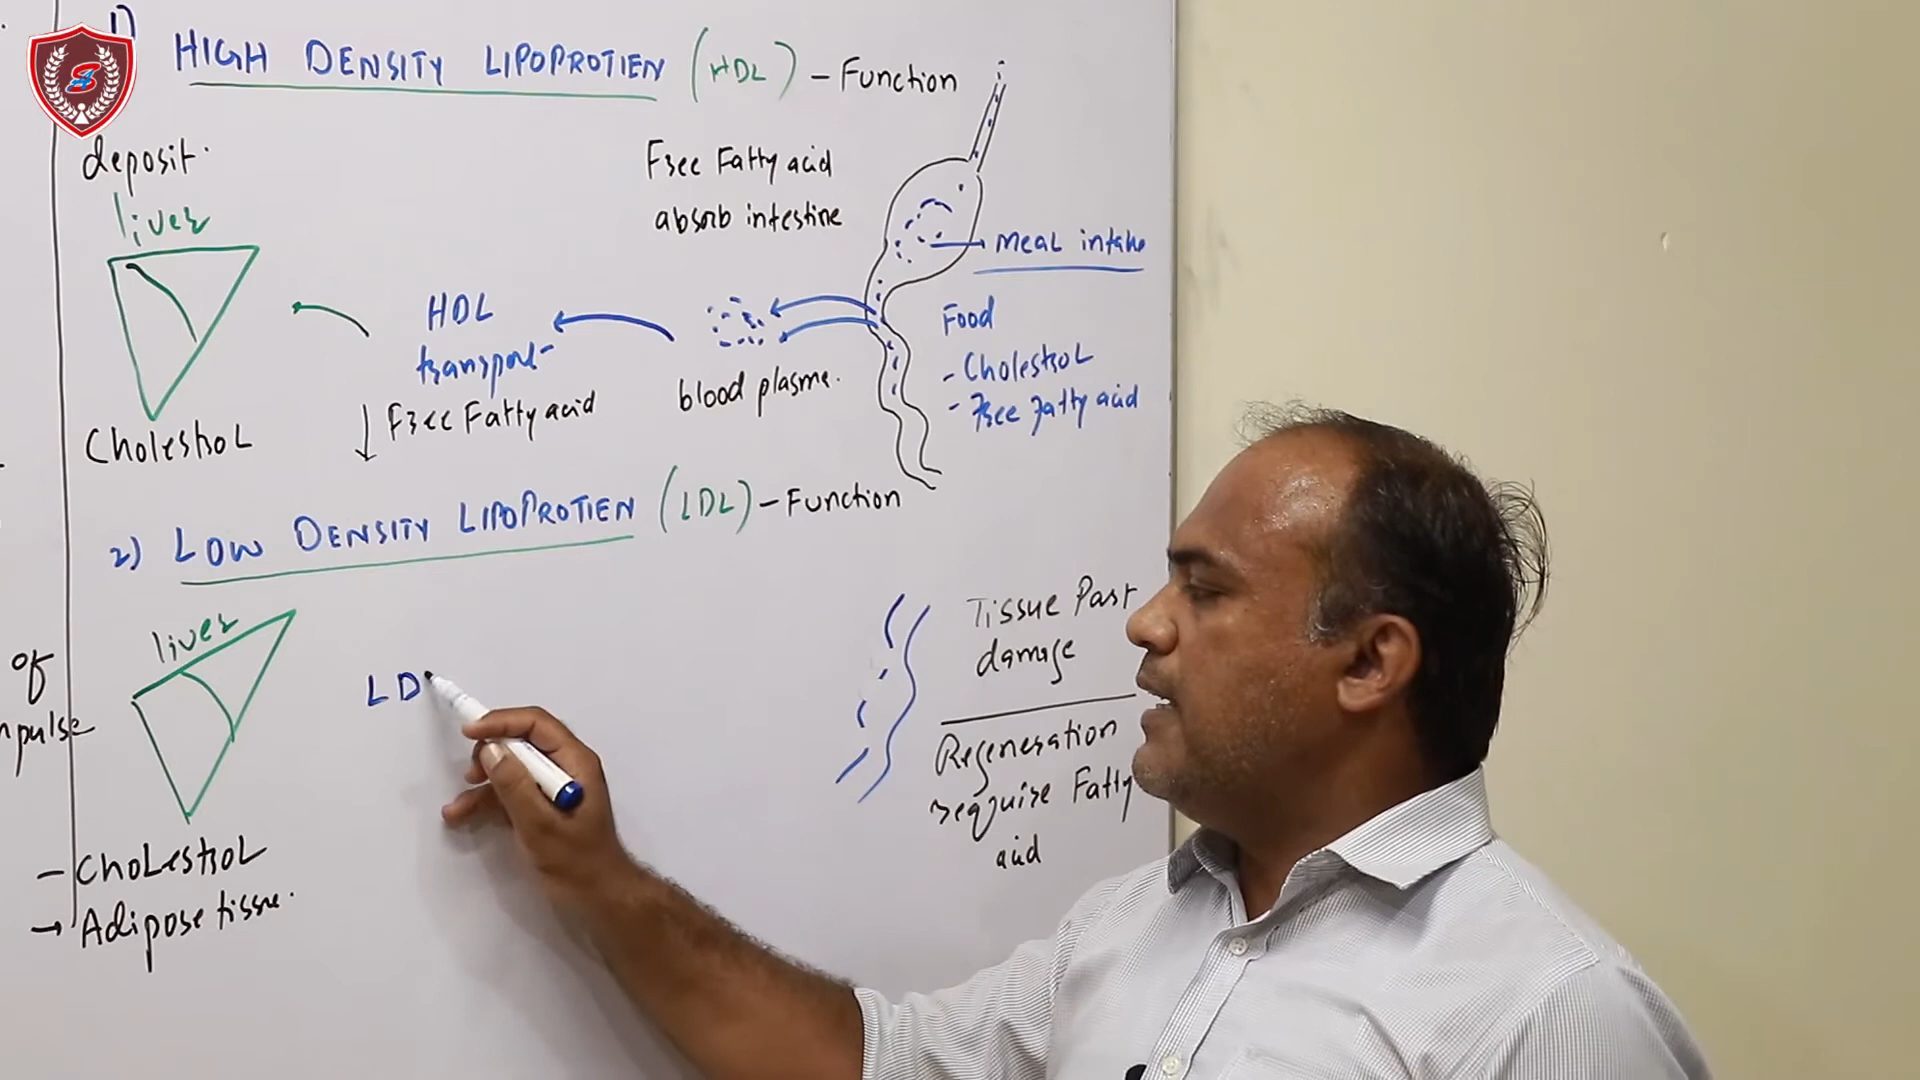 1)
HIGH DENSITY LIPOPROTIEN (HDL) - Function
deposit.
liver
Cholestrol
HDL
transport
↓ Free Fatty acid
Free Fatty acid
absorb intestine
blood plasma.
Meal intake
Food
- Cholestrol
- Free Fatty acid
2) LOW DENSITY LIPOPROTIEN (LDL) - Function
liver
- Cholestrol
→ Adipose tissue.
LD
Tissue Part
damage
Regeneration
require Fatty
acid
of
mpulse